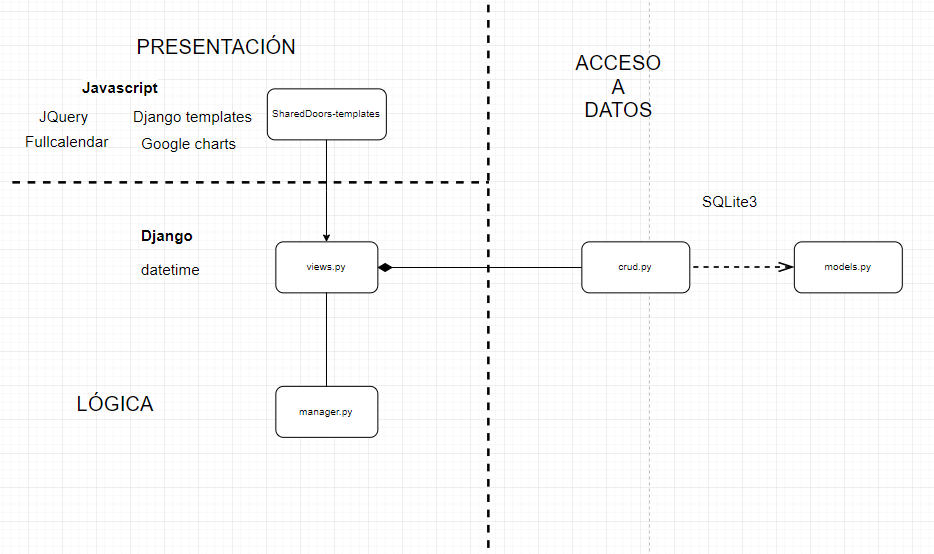 PRESENTACIÓN
Javascript
JQuery
Django templates
Fullcalendar
Google charts
SharedDoors-templates
ACCESO
A
DATOS
SQLite3
Django
datetime
views.py
crud.py
models.py
LÓGICA
manager.py